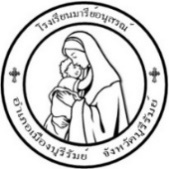 โรงเรียนมารีย์อนุสรณ์
อำเภอเมืองบุรีรัมย์ จังหวัดบุรีรัมย์